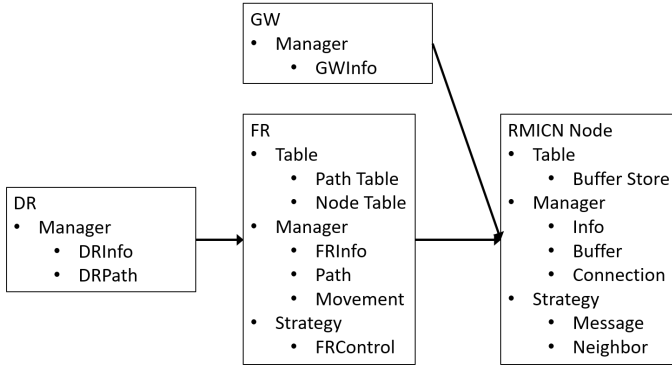 GW
• Manager
• GWInfo
DR
• Manager
• DRInfo
• DRPath
FR
• Table
• Path Table
• Node Table
• Manager
• FRInfo
• Path
• Movement
• Strategy
• FRControl
RMICN Node
• Table
• Buffer Store
• Manager
• Info
• Buffer
• Connection
• Strategy
• Message
• Neighbor